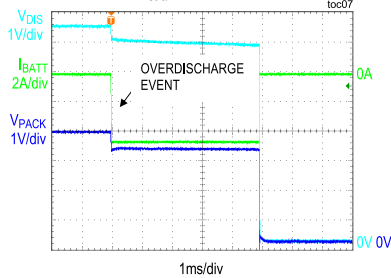 toc07
T
VDIS
1V/div
IBATT
2A/div
OVERDISCHARGE
EVENT
0A
VPACK
1V/div
0V 0V
1ms/div